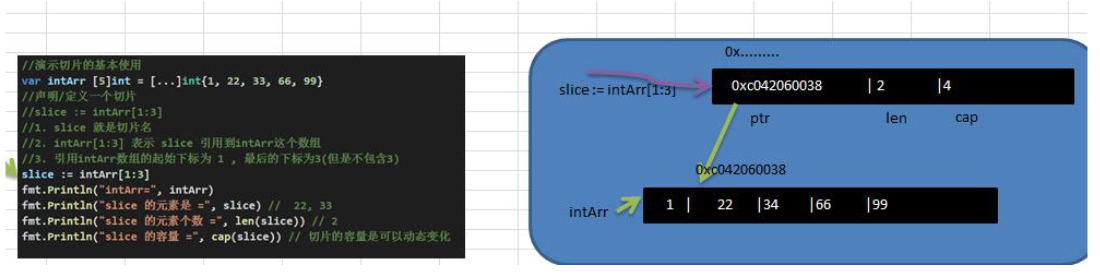 //演示切片的基本使用
var intArr [5]int = [...]int{1, 22, 33, 66, 99}
//声明/定义一个切片
//slice := intArr[1:3]
//1. slice 就是切片名
//2. intArr[1:3] 表示 slice 引用到intArr这个数组
//3. 引用intArr数组的起始下标为 1 , 最后的下标为3(但是不包含3)
slice := intArr[1:3]
fmt.Println("intArr=", intArr)
fmt.Println("slice 的元素是 =", slice) //  22, 33
fmt.Println("slice 的元素个数 =", len(slice)) // 2
fmt.Println("slice 的容量 =", cap(slice)) // 切片的容量是可以动态变化
0x.........
slice := intArr[1:3]
0xc042060038 |2 |4
ptr len cap
0xc042060038
intArr
1 | 22 |34 |66 |99